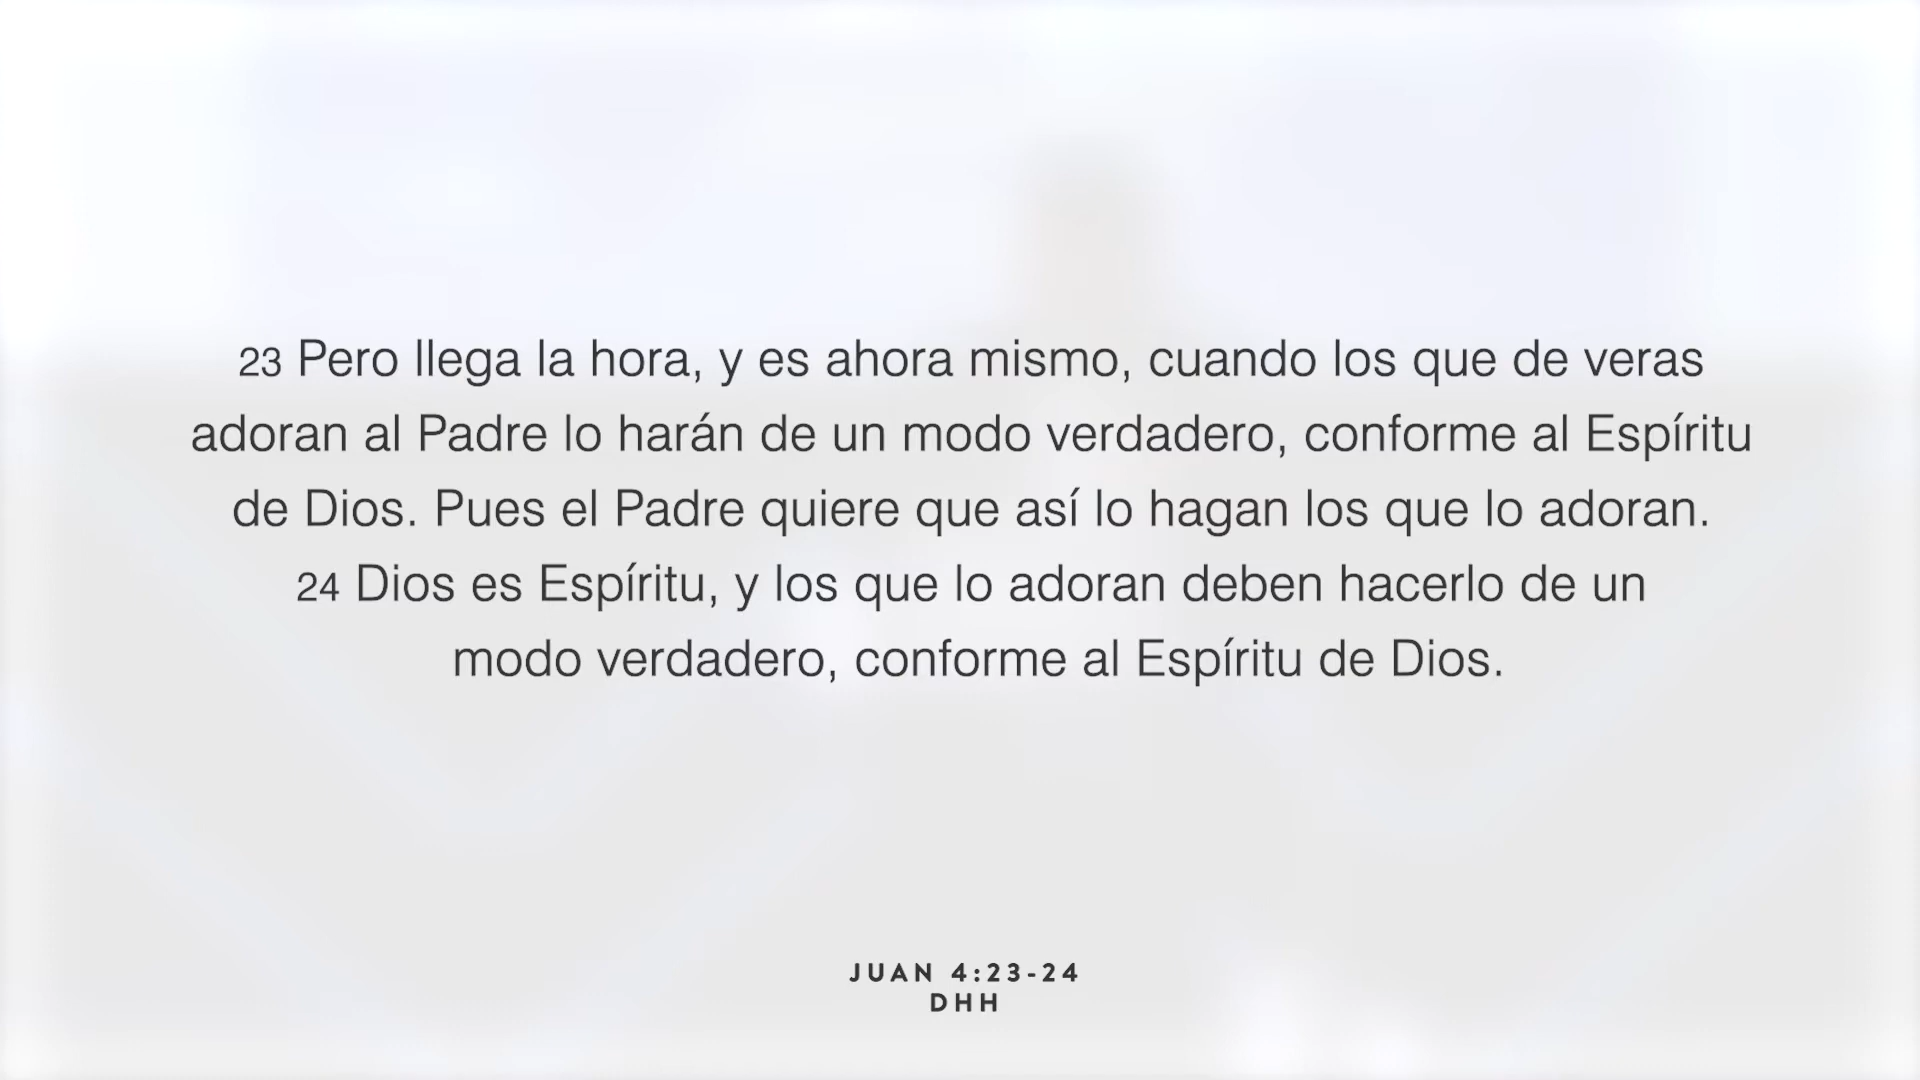 23 Pero llega la hora, y es ahora mismo, cuando los que de veras
adoran al Padre lo harán de un modo verdadero, conforme al Espíritu
de Dios. Pues el Padre quiere que así lo hagan los que lo adoran.
24 Dios es Espíritu, y los que lo adoran deben hacerlo de un
modo verdadero, conforme al Espíritu de Dios.
JUAN 4:23-24
DHH